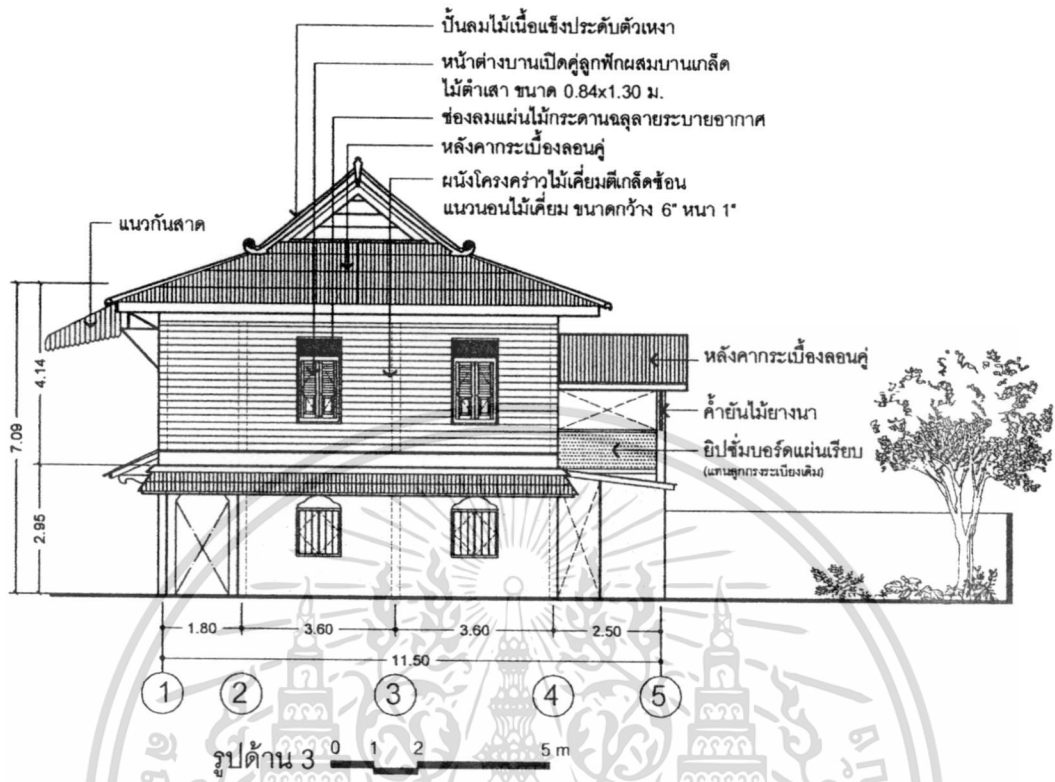 ปั้นลมไม้เนื้อแข็งประดับตัวเหงา
หน้าต่างบานเปิดคู่ลูกฟักผสมบานเกล็ด
ไม้ตำเสา ขนาด 0.84x1.30 ม.
ช่องลมแผ่นไม้กระดานฉลุลายระบายอากาศ
หลังคากระเบื้องลอนคู่
ผนังโครงคร่าวไม้เคี่ยมตีเกล็ดซ้อน
แนวนอนไม้เคี่ยม ขนาดกว้าง 6" หนา 1"
แนวกันสาด
หลังคากระเบื้องลอนคู่
ค้ำยันไม้ยางนา
ยิปซั่มบอร์ดแผ่นเรียบ
(แทนลูกกรงระเบียงเดิม)
7.09
4.14
2.95
1.80 3.60 3.60 2.50
11.50
1 2 3 4 5
รูปด้าน 3 0 1 2 5 m